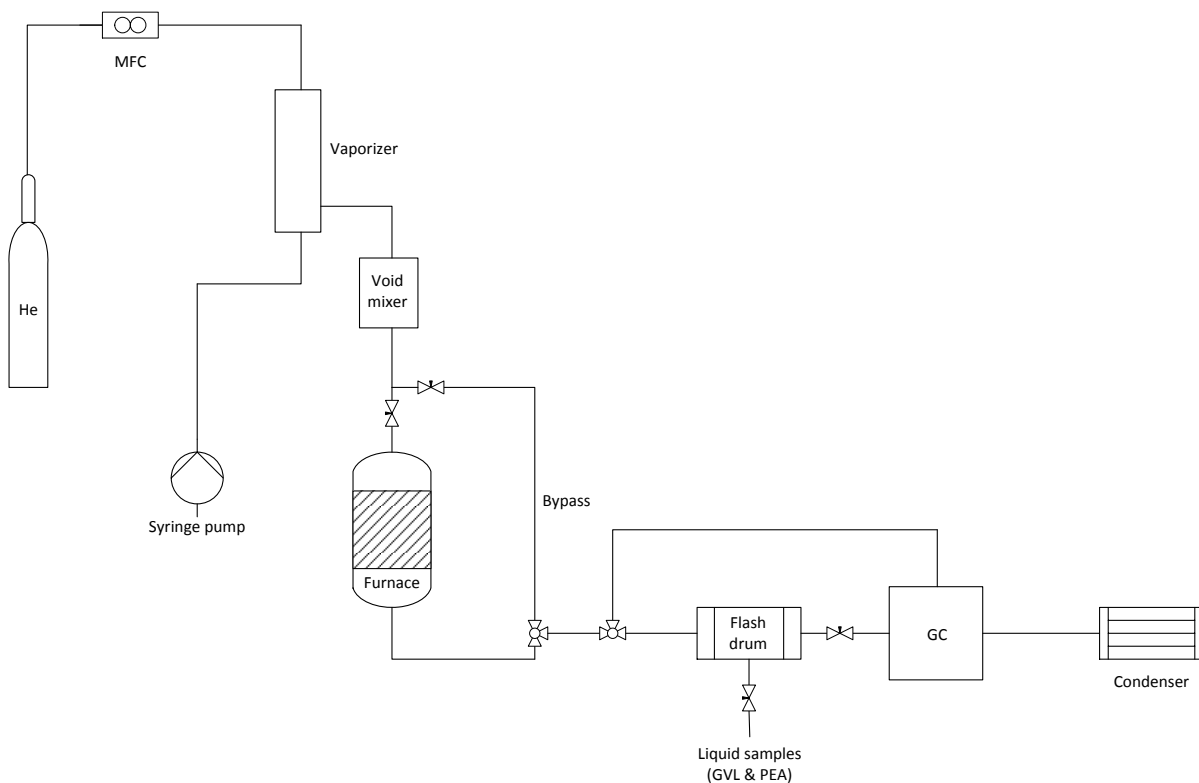 MFC
Vaporizer
He
Void
mixer
Syringe pump
Bypass
Furnace
Flash
drum
GC
Condenser
Liquid samples
(GVL & PEA)